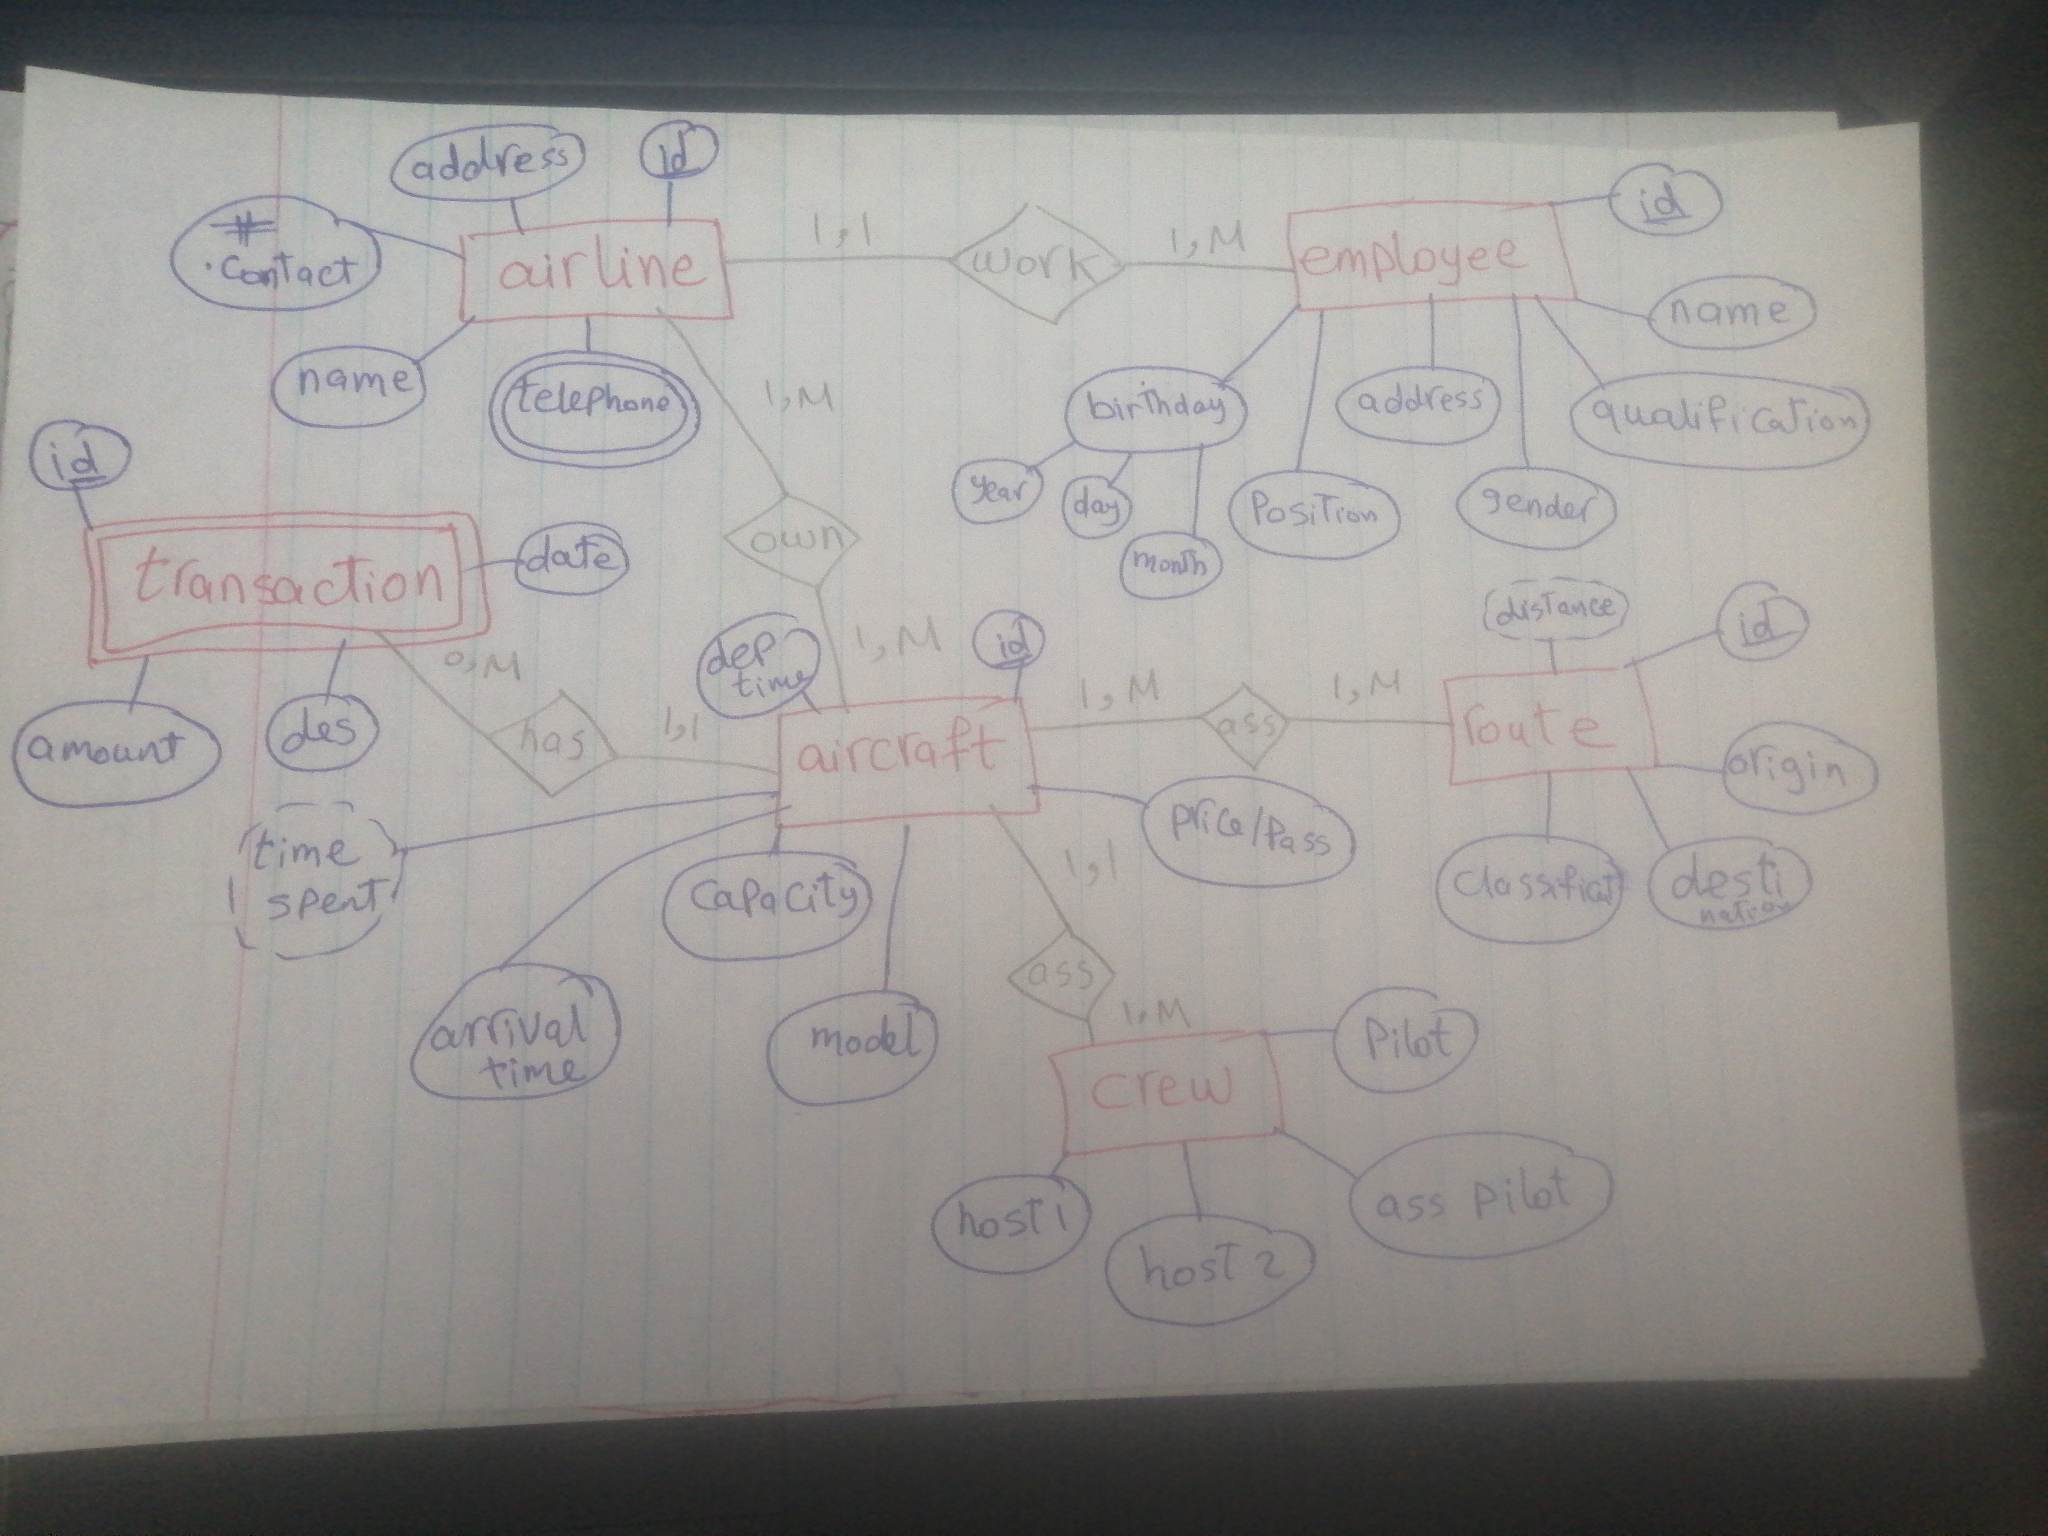 address
id
#
.contact
airline
1,1
work
1,M
employee
id
name
telephone
1,M
birthday
address
name
qualification
year
day
month
Position
gender
id
transaction
date
own
0,M
1,M
amount
des
has
1,1
dep
time
id
aircraft
1,M
ass
1,M
distance
id
route
origin
price/Pass
classificat
desti
nation
time
spent
capacity
arrival
time
model
1,1
ass
1,M
crew
Pilot
host 1
host 2
ass pilot